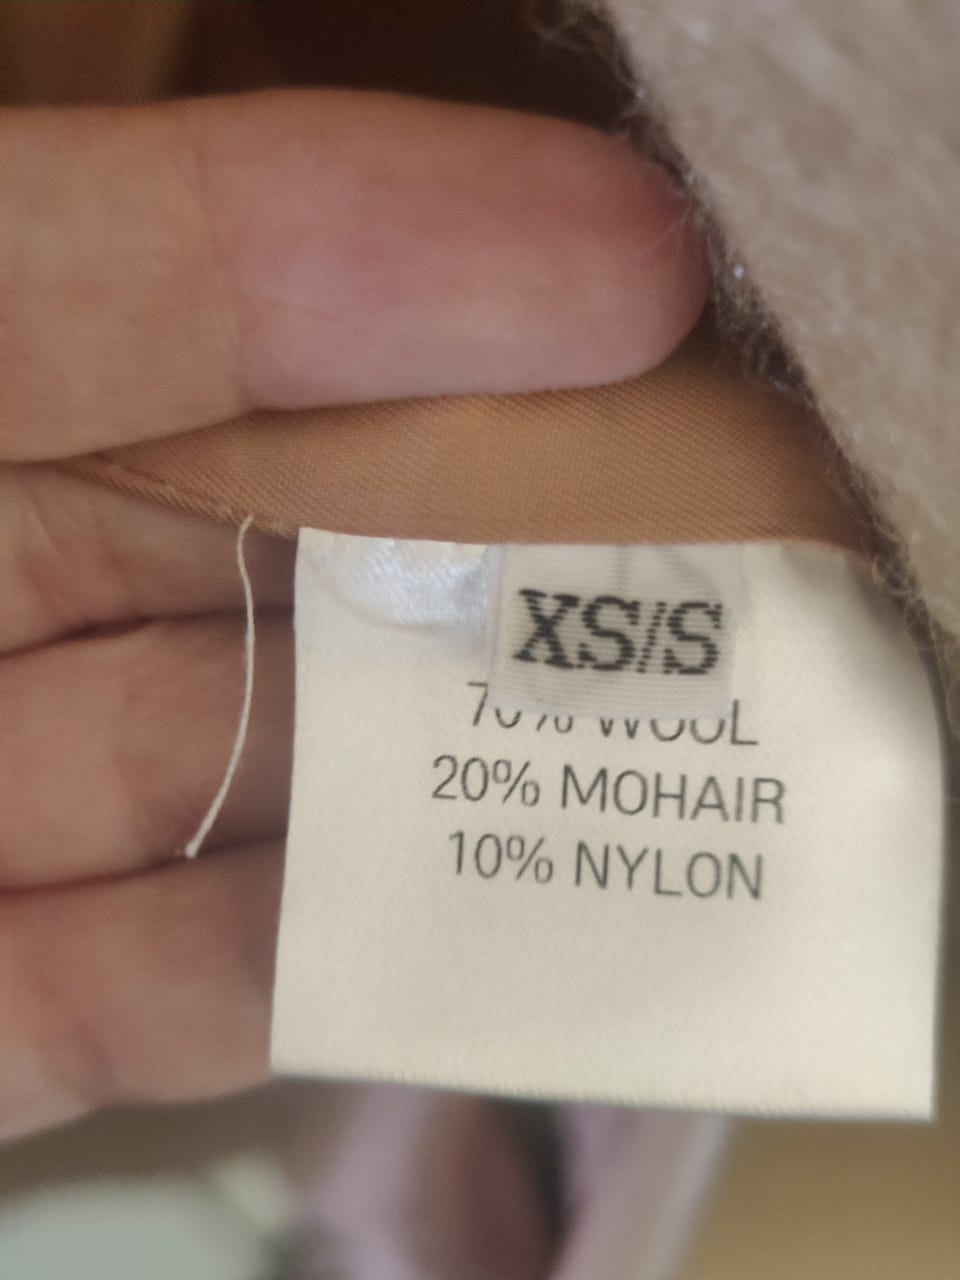 XS/S
70% WOOL
20% MOHAIR
10% NYLON